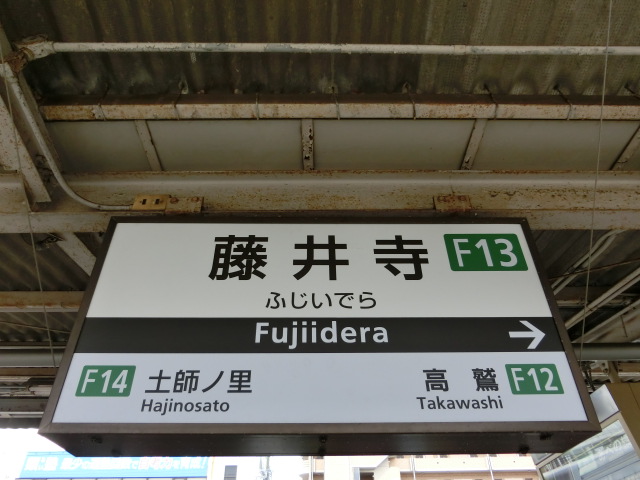 藤井寺 F13
ふじいでら
Fujiidera
F14 土師ノ里 高鷲 F12
Hajinosato Takawashi